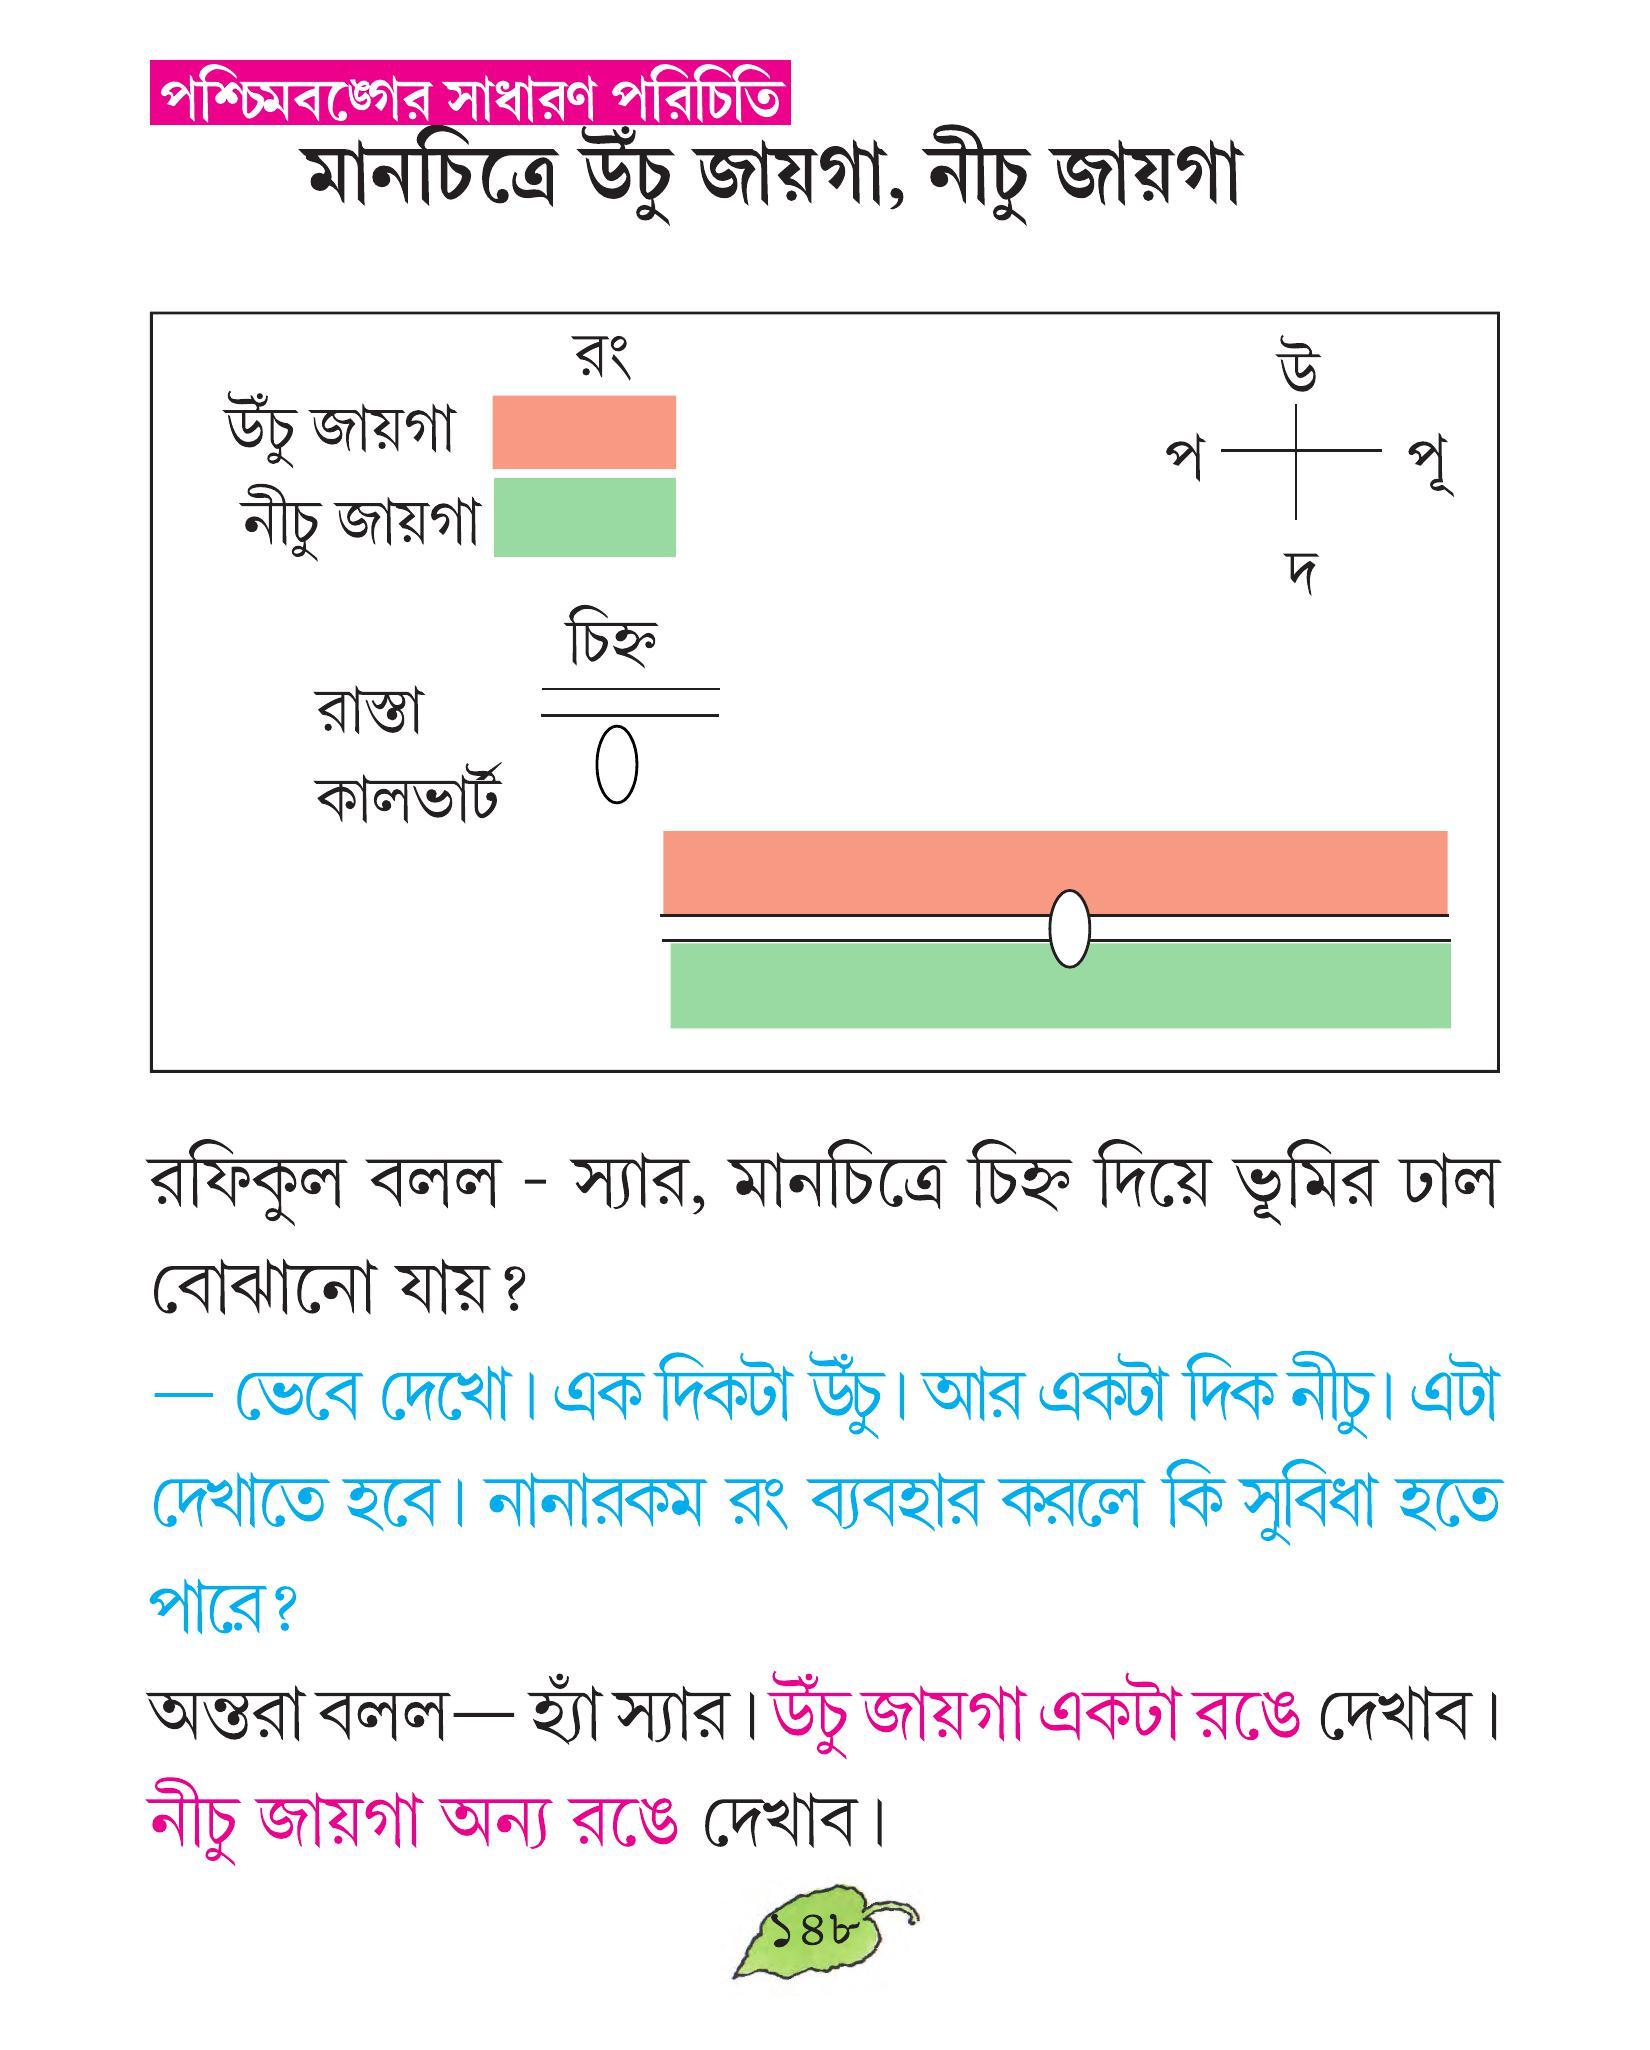 পশ্চিমবঙ্গের সাধারণ পরিচিতি
মানচিত্রে উঁচু জায়গা, নীচু জায়গা
রং
উঁচু জায়গা
নীচু জায়গা
উ
প
পূ
দ
চিহ্ন
রাস্তা
কালভার্ট
রফিকুল বলল - স্যার, মানচিত্রে চিহ্ন দিয়ে ভূমির ঢাল
বোঝানো যায়?
— ভেবে দেখো। এক দিকটা উঁচু। আর একটা দিক নীচু। এটা
দেখাতে হবে। নানারকম রং ব্যবহার করলে কি সুবিধা হতে
পারে?
অন্তরা বলল— হ্যাঁ স্যার। উঁচু জায়গা একটা রঙে দেখাব।
নীচু জায়গা অন্য রঙে দেখাব।
১৪৮